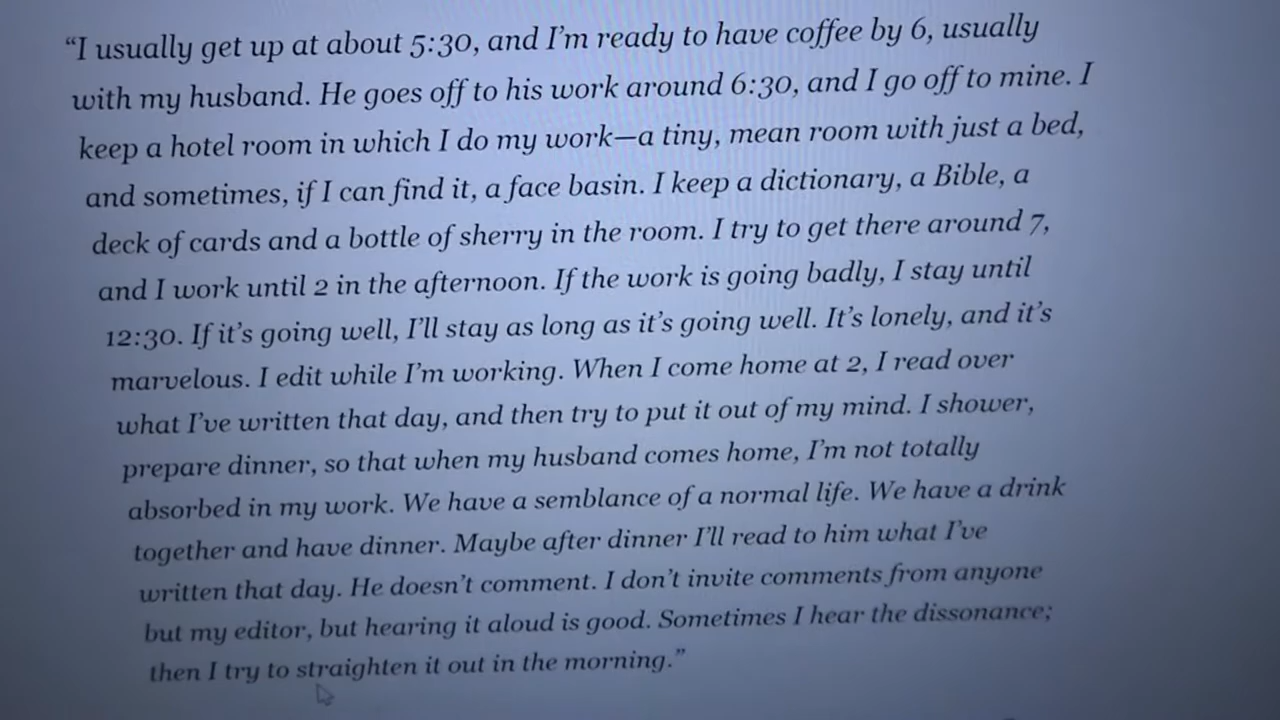 “I usually get up at about 5:30, and I’m ready to have coffee by 6, usually
with my husband. He goes off to his work around 6:30, and I go off to mine. I
keep a hotel room in which I do my work—a tiny, mean room with just a bed,
and sometimes, if I can find it, a face basin. I keep a dictionary, a Bible, a
deck of cards and a bottle of sherry in the room. I try to get there around 7,
and I work until 2 in the afternoon. If the work is going badly, I stay until
12:30. If it’s going well, I’ll stay as long as it’s going well. It’s lonely, and it’s
marvelous. I edit while I’m working. When I come home at 2, I read over
what I’ve written that day, and then try to put it out of my mind. I shower,
prepare dinner, so that when my husband comes home, I’m not totally
absorbed in my work. We have a semblance of a normal life. We have a drink
together and have dinner. Maybe after dinner I’ll read to him what I’ve
written that day. He doesn’t comment. I don’t invite comments from anyone
but my editor, but hearing it aloud is good. Sometimes I hear the dissonance;
then I try to straighten it out in the morning.”